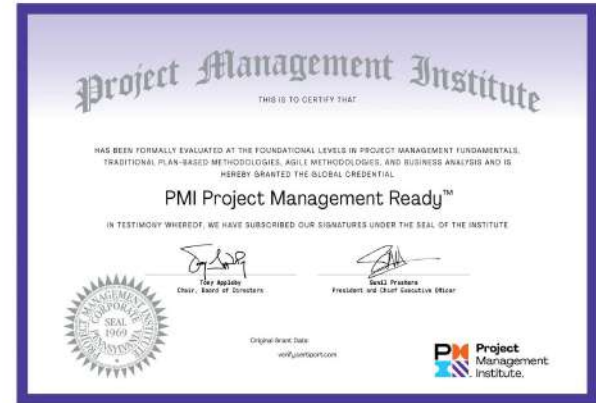 Project Management Institute
THIS IS TO CERTIFY THAT
HAS BEEN FORMALLY EVALUATED AT THE FOUNDATIONAL LEVELS IN PROJECT MANAGEMENT FUNDAMENTALS,
TRADITIONAL PLAN-BASED METHODOLOGIES, AGILE METHODOLOGIES, AND BUSINESS ANALYSIS AND IS
HEREBY GRANTED THE GLOBAL CREDENTIAL
PMI Project Management Ready™
IN TESTIMONY WHEREOF, WE HAVE SUBSCRIBED OUR SIGNATURES UNDER THE SEAL OF THE INSTITUTE
Tony Appleby
Chair, Board of Directors
Sunil Prashara
President and Chief Executive Officer
PROJECT MANAGEMENT INSTITUTE
CORPORATE
SEAL
1969
PENNSYLVANIA
Original Grant Date:
verify.certiport.com
PM
Project
Management
Institute.